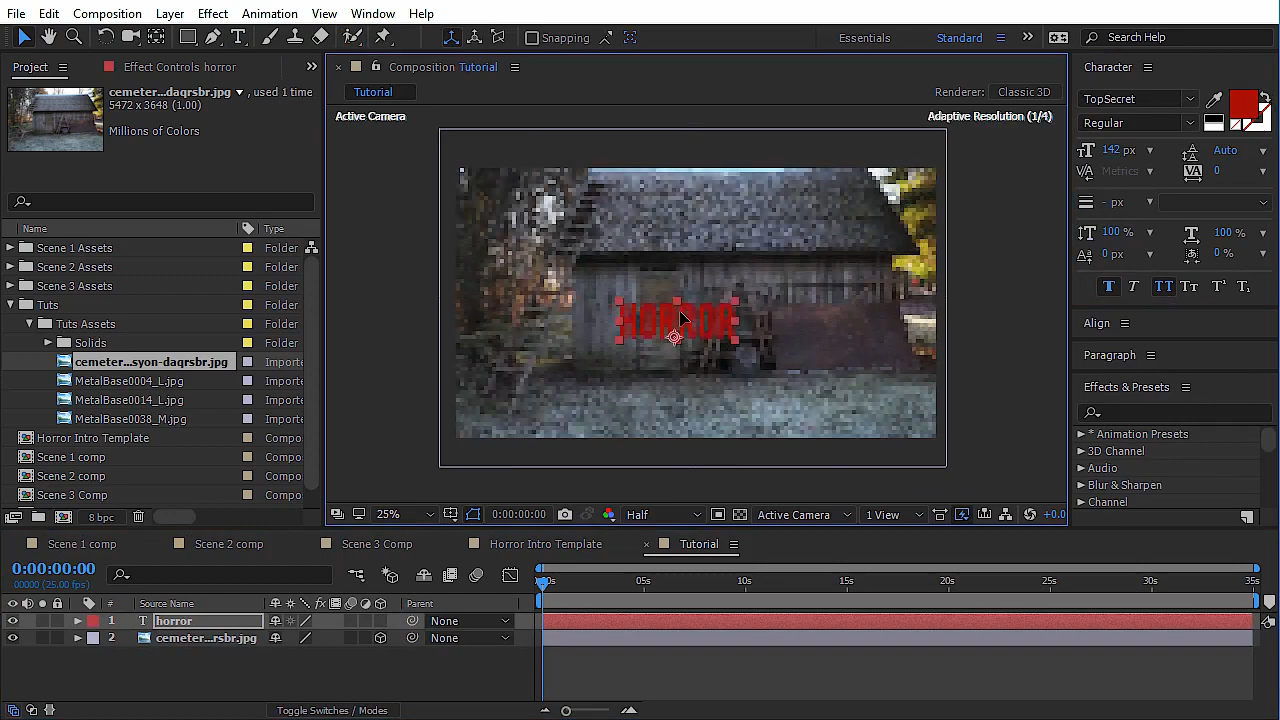 File Edit Composition Layer Effect Animation View Window Help
Snapping Essentials Standard Search Help
Project Effect Controls horror
cemeter...daqrsbr.jpg , used 1 time
5472 x 3648 (1.00)
Millions of Colors
Name Type
Scene 1 Assets Folder
Scene 2 Assets Folder
Scene 3 Assets Folder
Tuts Folder
Tuts Assets Folder
Solids Folder
cemeter...syon-daqrsbr.jpg Importe
MetalBase0004_L.jpg Importe
MetalBase0014_L.jpg Importe
MetalBase0038_M.jpg Importe
Horror Intro Template Compo
Scene 1 comp Compo
Scene 2 comp Compo
Scene 3 Comp Compo
8 bpc
Composition Tutorial
Tutorial
Renderer: Classic 3D
Active Camera
Adaptive Resolution (1/4)
HORROR
25% 0:00:00:00 Half Active Camera 1 View +0.0
Character
TopSecret
Regular
142 px Auto
Metrics 0
- px
100 % 100 %
0 px 0 %
T T TT Tt T¹ T₁
Align
Paragraph
Effects & Presets
* Animation Presets
3D Channel
Audio
Blur & Sharpen
Channel
Scene 1 comp Scene 2 comp Scene 3 Comp Horror Intro Template Tutorial
0:00:00:00
00000 (25.00 fps)
05s 10s 15s 20s 25s 30s 35s
# Source Name Parent
1 T horror None
2 cemeter...rsbr.jpg None
Toggle Switches / Modes